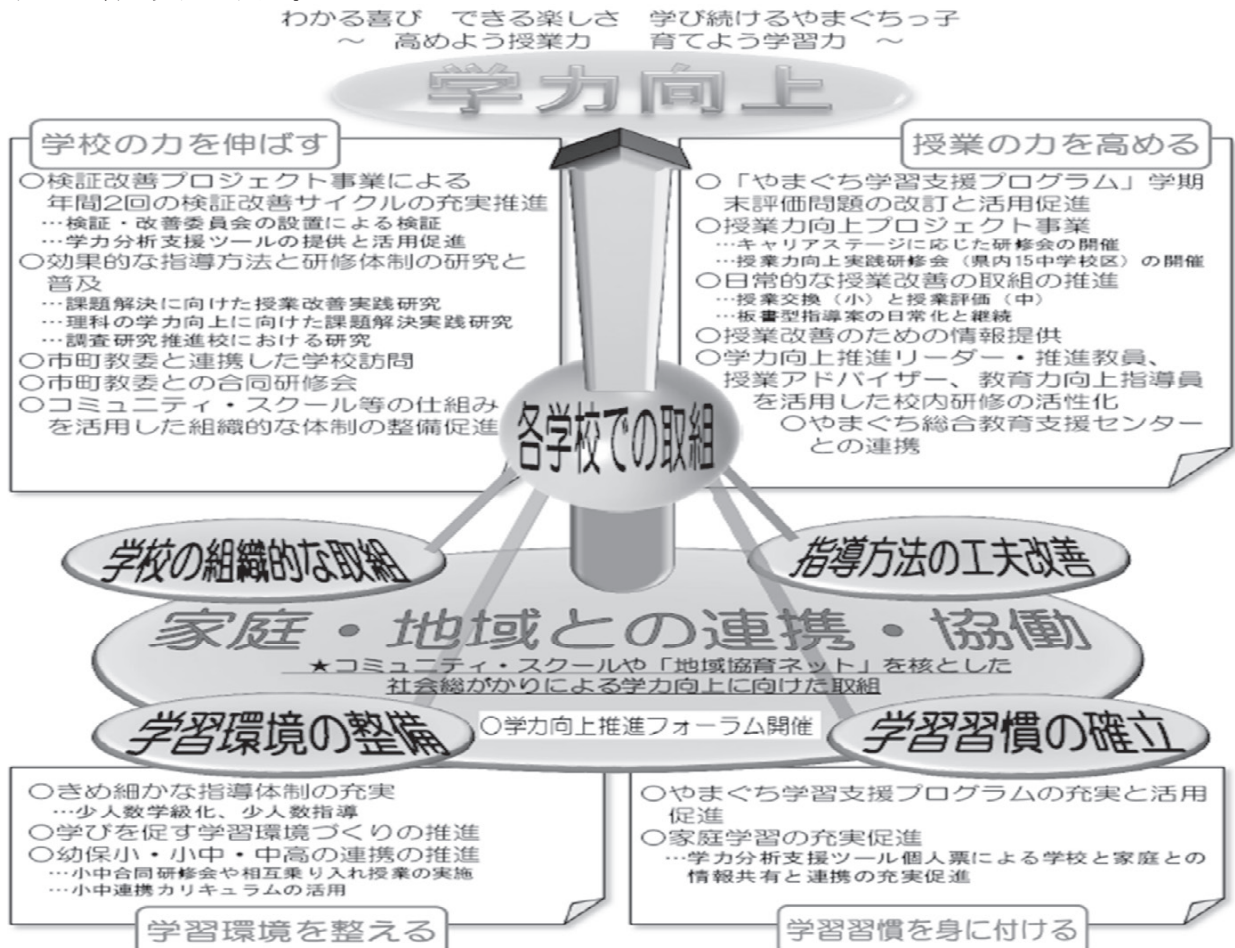 わかる喜び　できる楽しさ　学び続けるやまぐちっ子
～　高めよう授業力　　育てよう学習力　～
学力向上
学校の力を伸ばす
○検証改善プロジェクト事業による
年間2回の検証改善サイクルの充実推進
…検証・改善委員会の設置による検証
…学力分析支援ツールの提供と活用促進
○効果的な指導方法と研修体制の研究と
普及
…課題解決に向けた授業改善実践研究
…理科の学力向上に向けた課題解決実践研究
…調査研究推進校における研究
○市町教委と連携した学校訪問
○市町教委との合同研修会
○コミュニティ・スクール等の仕組み
を活用した組織的な体制の整備促進
授業の力を高める
○「やまぐち学習支援プログラム」学期
末評価問題の改訂と活用促進
○授業力向上プロジェクト事業
…キャリアステージに応じた研修会の開催
…授業力向上実践研修会（県内15中学校区）の開催
○日常的な授業改善の取組の推進
…授業交換（小）と授業評価（中）
…板書型指導案の日常化と継続
○授業改善のための情報提供
○学力向上推進リーダー・推進教員、
授業アドバイザー、教育力向上指導員
を活用した校内研修の活性化
○やまぐち総合教育支援センター
との連携
各学校での取組
学校の組織的な取組
指導方法の工夫改善
家庭・地域との連携・協働
★コミュニティ・スクールや「地域協育ネット」を核とした
社会総がかりによる学力向上に向けた取組
学習環境の整備
○学力向上推進フォーラム開催
学習習慣の確立
○きめ細かな指導体制の充実
…少人数学級化、少人数指導
○学びを促す学習環境づくりの推進
○幼保小・小中・中高の連携の推進
…小中合同研修会や相互乗り入れ授業の実施
…小中連携カリキュラムの活用
学習環境を整える
○やまぐち学習支援プログラムの充実と活用
促進
○家庭学習の充実促進
…学力分析支援ツール個人票による学校と家庭との
情報共有と連携の充実促進
学習習慣を身に付ける